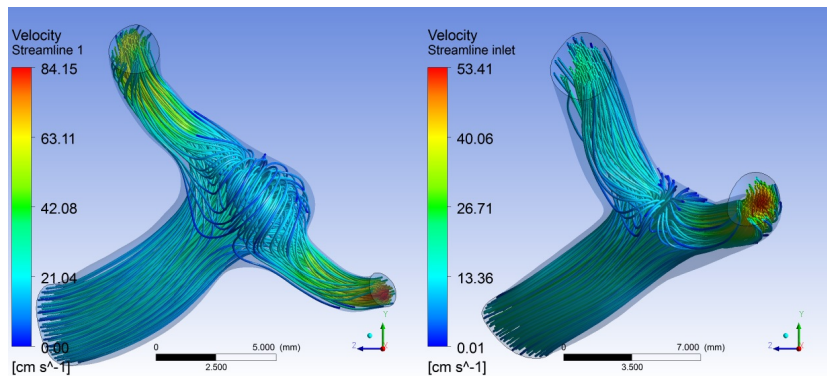 Velocity
Streamline 1
84.15
63.11
42.08
21.04
0.00
[cm s^-1]
0 5.000 (mm)
2.500
Y
Z
Velocity
Streamline inlet
53.41
40.06
26.71
13.36
0.01
[cm s^-1]
0 7.000 (mm)
3.500
Y
Z